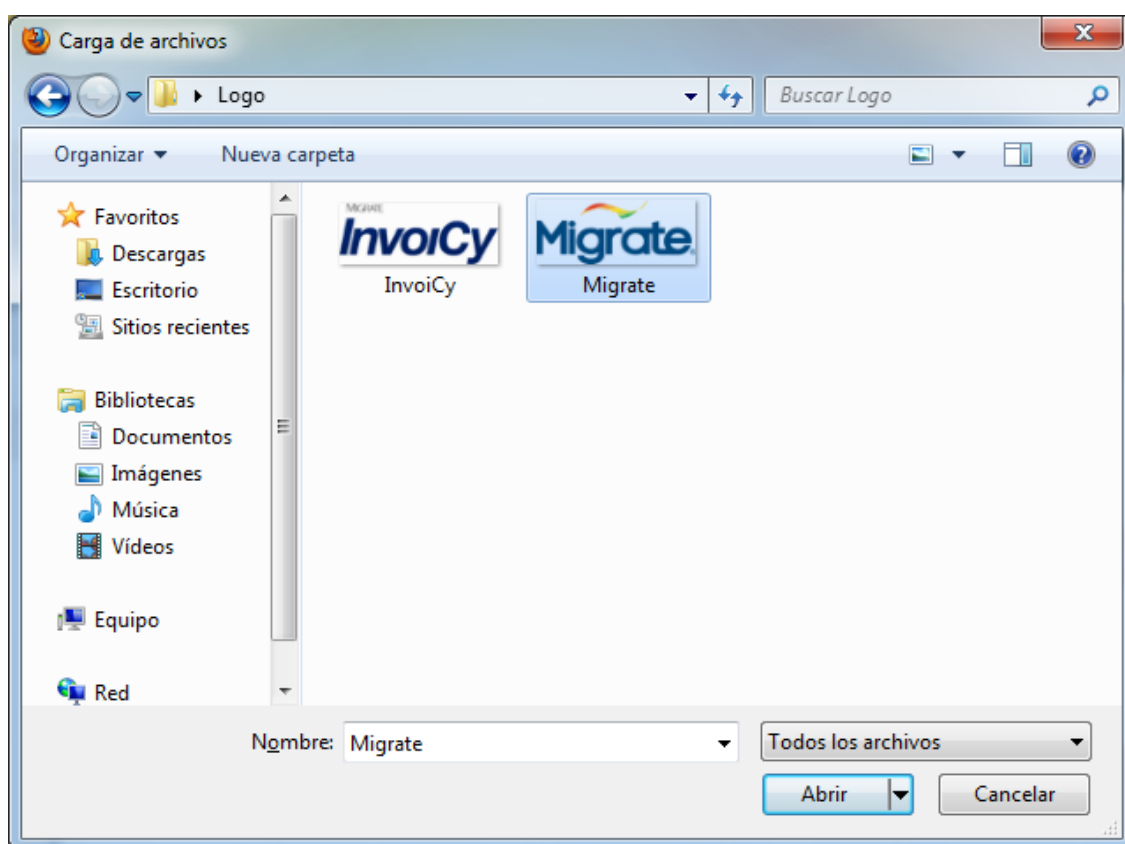 Carga de archivos
Logo
Buscar Logo
Organizar
Nueva carpeta
Favoritos
Descargas
Escritorio
Sitios recientes
Bibliotecas
Documentos
Imágenes
Música
Vídeos
Equipo
Red
MIGRATE
InvoiCy
InvoiCy
Migrate
Migrate
Nombre: Migrate
Todos los archivos
Abrir
Cancelar